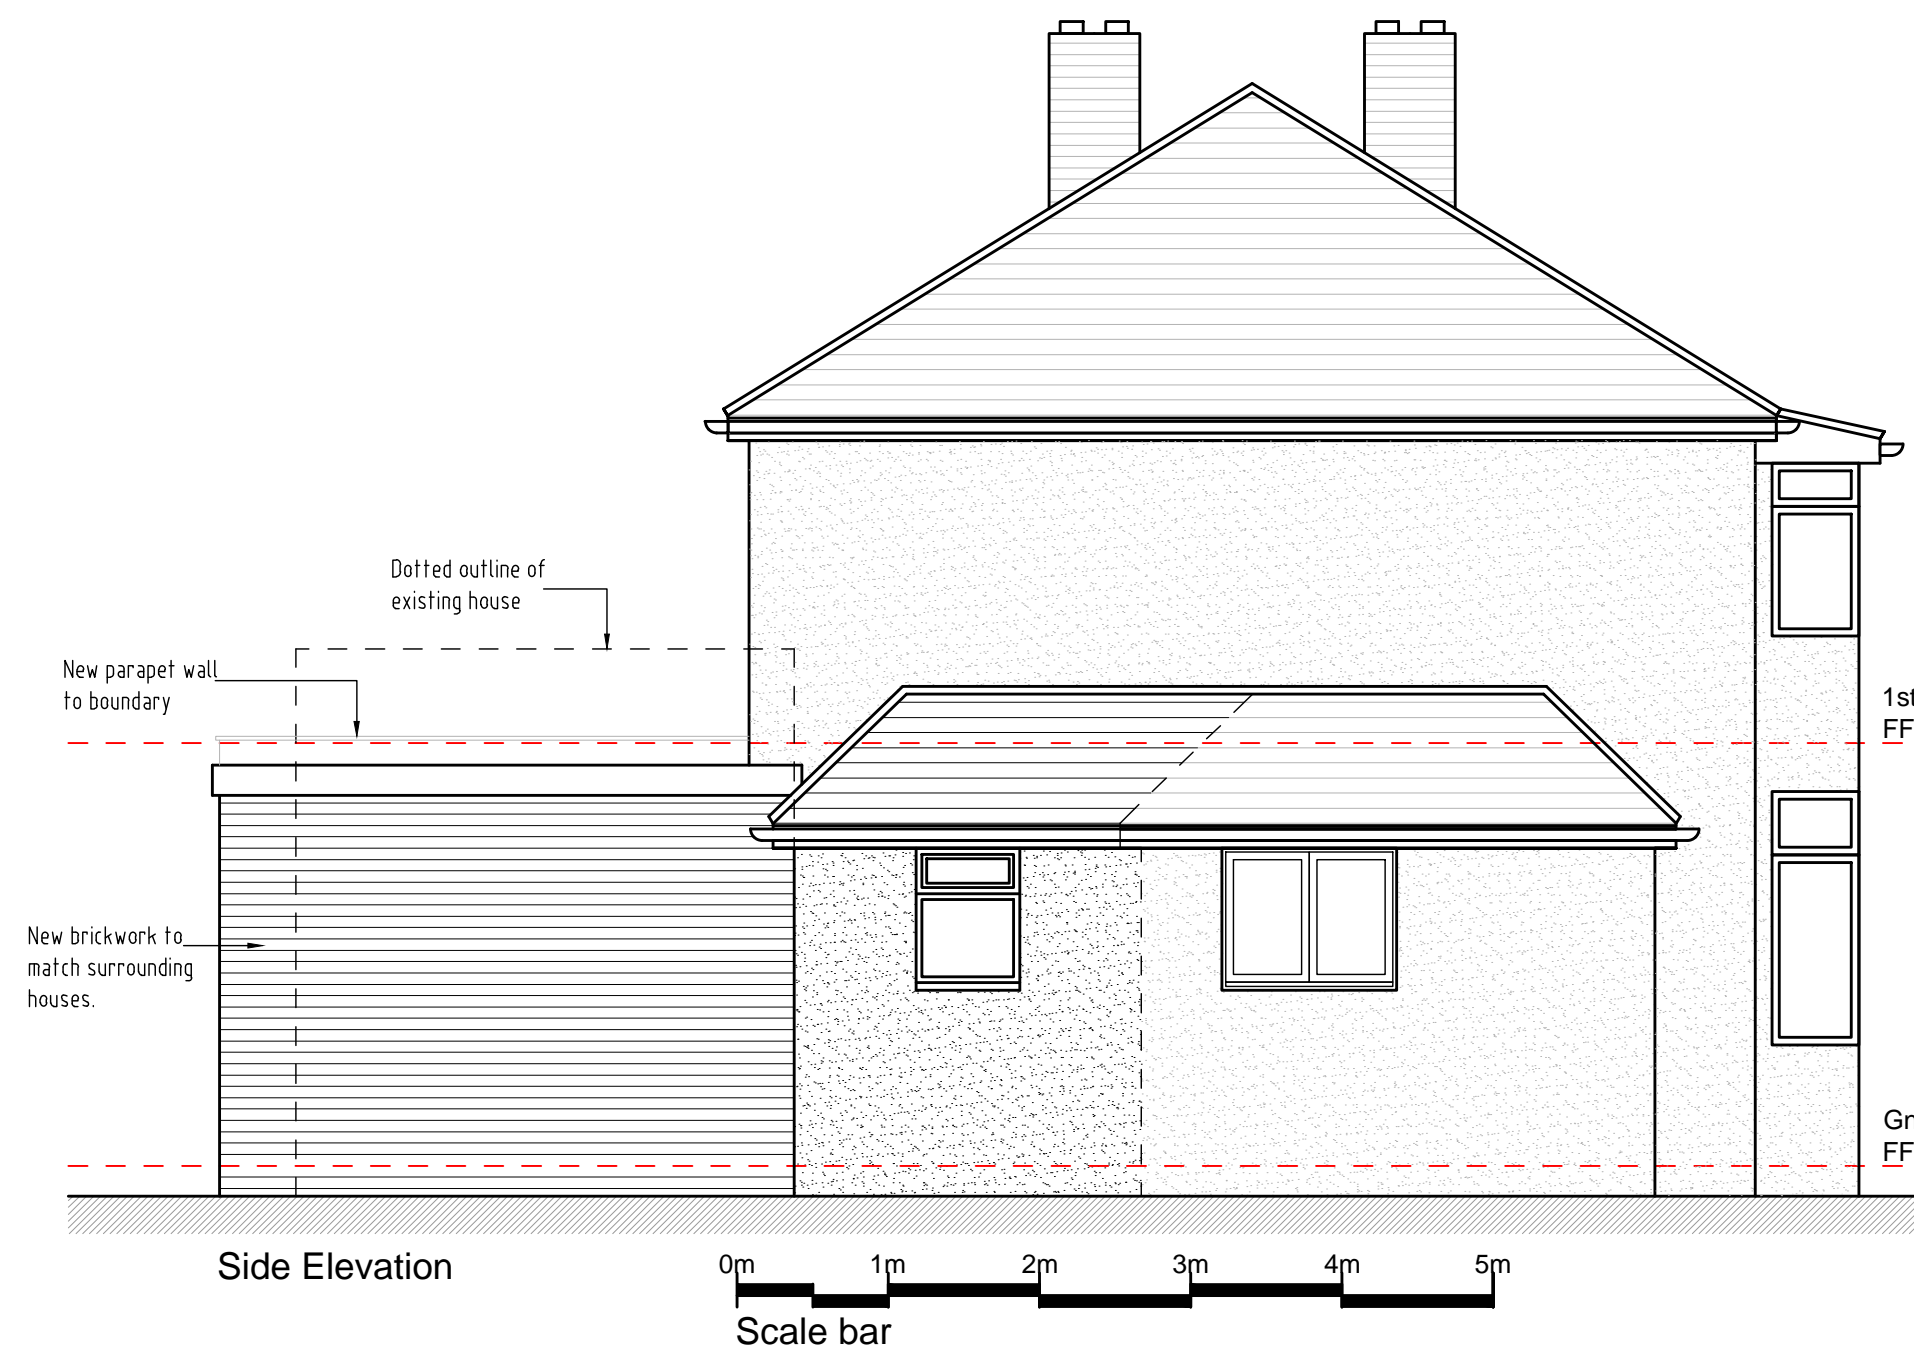 Dotted outline of
existing house
New parapet wall
to boundary
1st
FF
New brickwork to
match surrounding
houses.
Gr
FF
Side Elevation
0m 1m 2m 3m 4m 5m
Scale bar